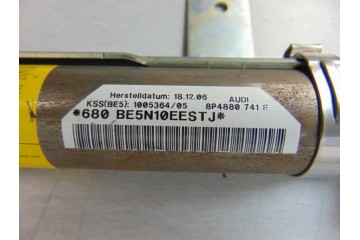 Herstelldatum: 18.12.06 AUDI
KSS(BE5): 1005364/05 8P4880 741 F
*680 BE5N10EESTJ*